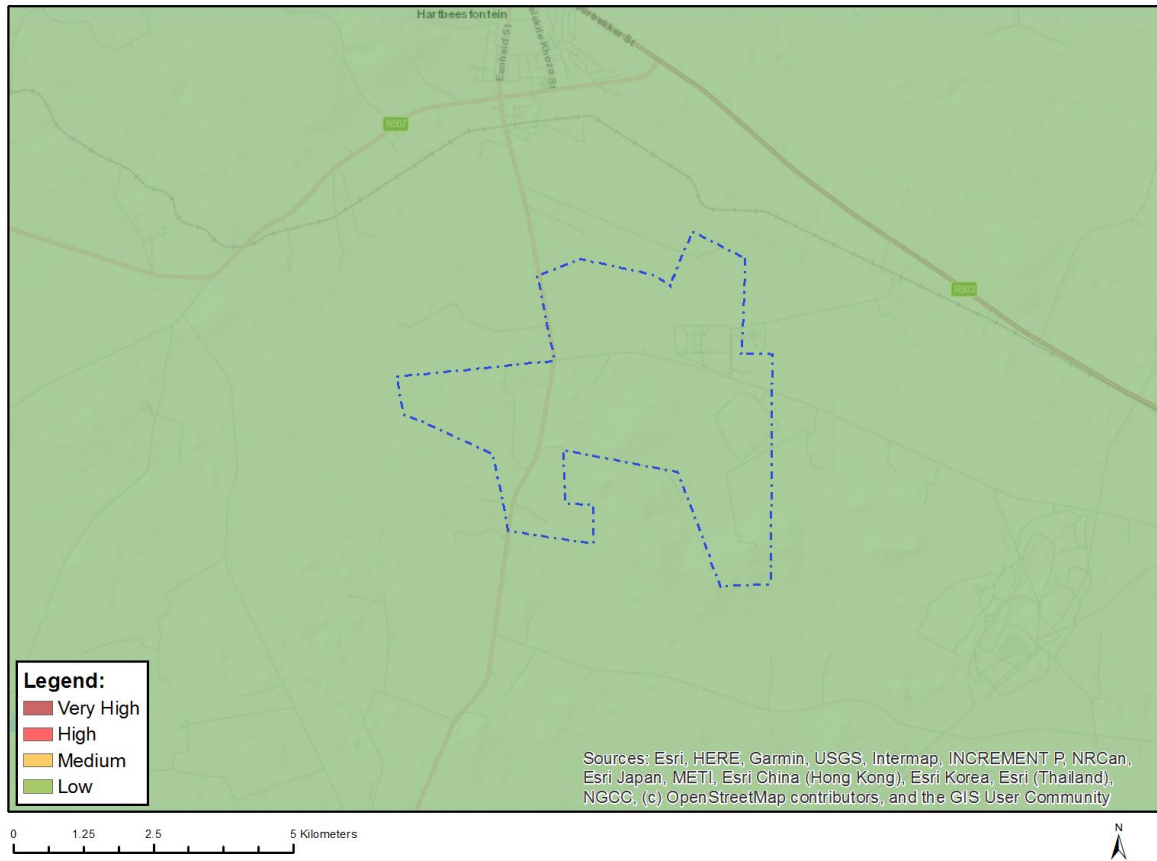 Hartbeesfontein
Eenheid St
R507
R503
Legend:
Very High
High
Medium
Low
Sources: Esri, HERE, Garmin, USGS, Intermap, INCREMENT P, NRCan,
Esri Japan, METI, Esri China (Hong Kong), Esri Korea, Esri (Thailand),
NGCC, (c) OpenStreetMap contributors, and the GIS User Community
0 1.25 2.5 5 Kilometers
N